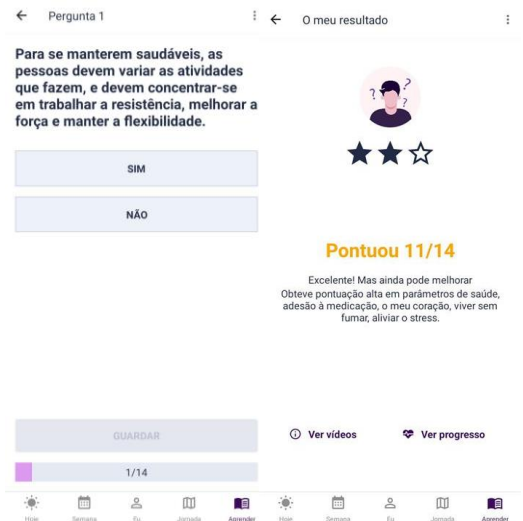 Pergunta 1
Para se manterem saudáveis, as
pessoas devem variar as atividades
que fazem, e devem concentrar-se
em trabalhar a resistência, melhorar a
força e manter a flexibilidade.
SIM
NÃO
GUARDAR
1/14
Hoje Semana Eu Jornada Aprender
O meu resultado
? ? ?
Pontuou 11/14
Excelente! Mas ainda pode melhorar
Obteve pontuação alta em parâmetros de saúde,
adesão à medicação, o meu coração, viver sem
fumar, aliviar o stress.
Ver vídeos Ver progresso
Hoje Semana Eu Jornada Aprender